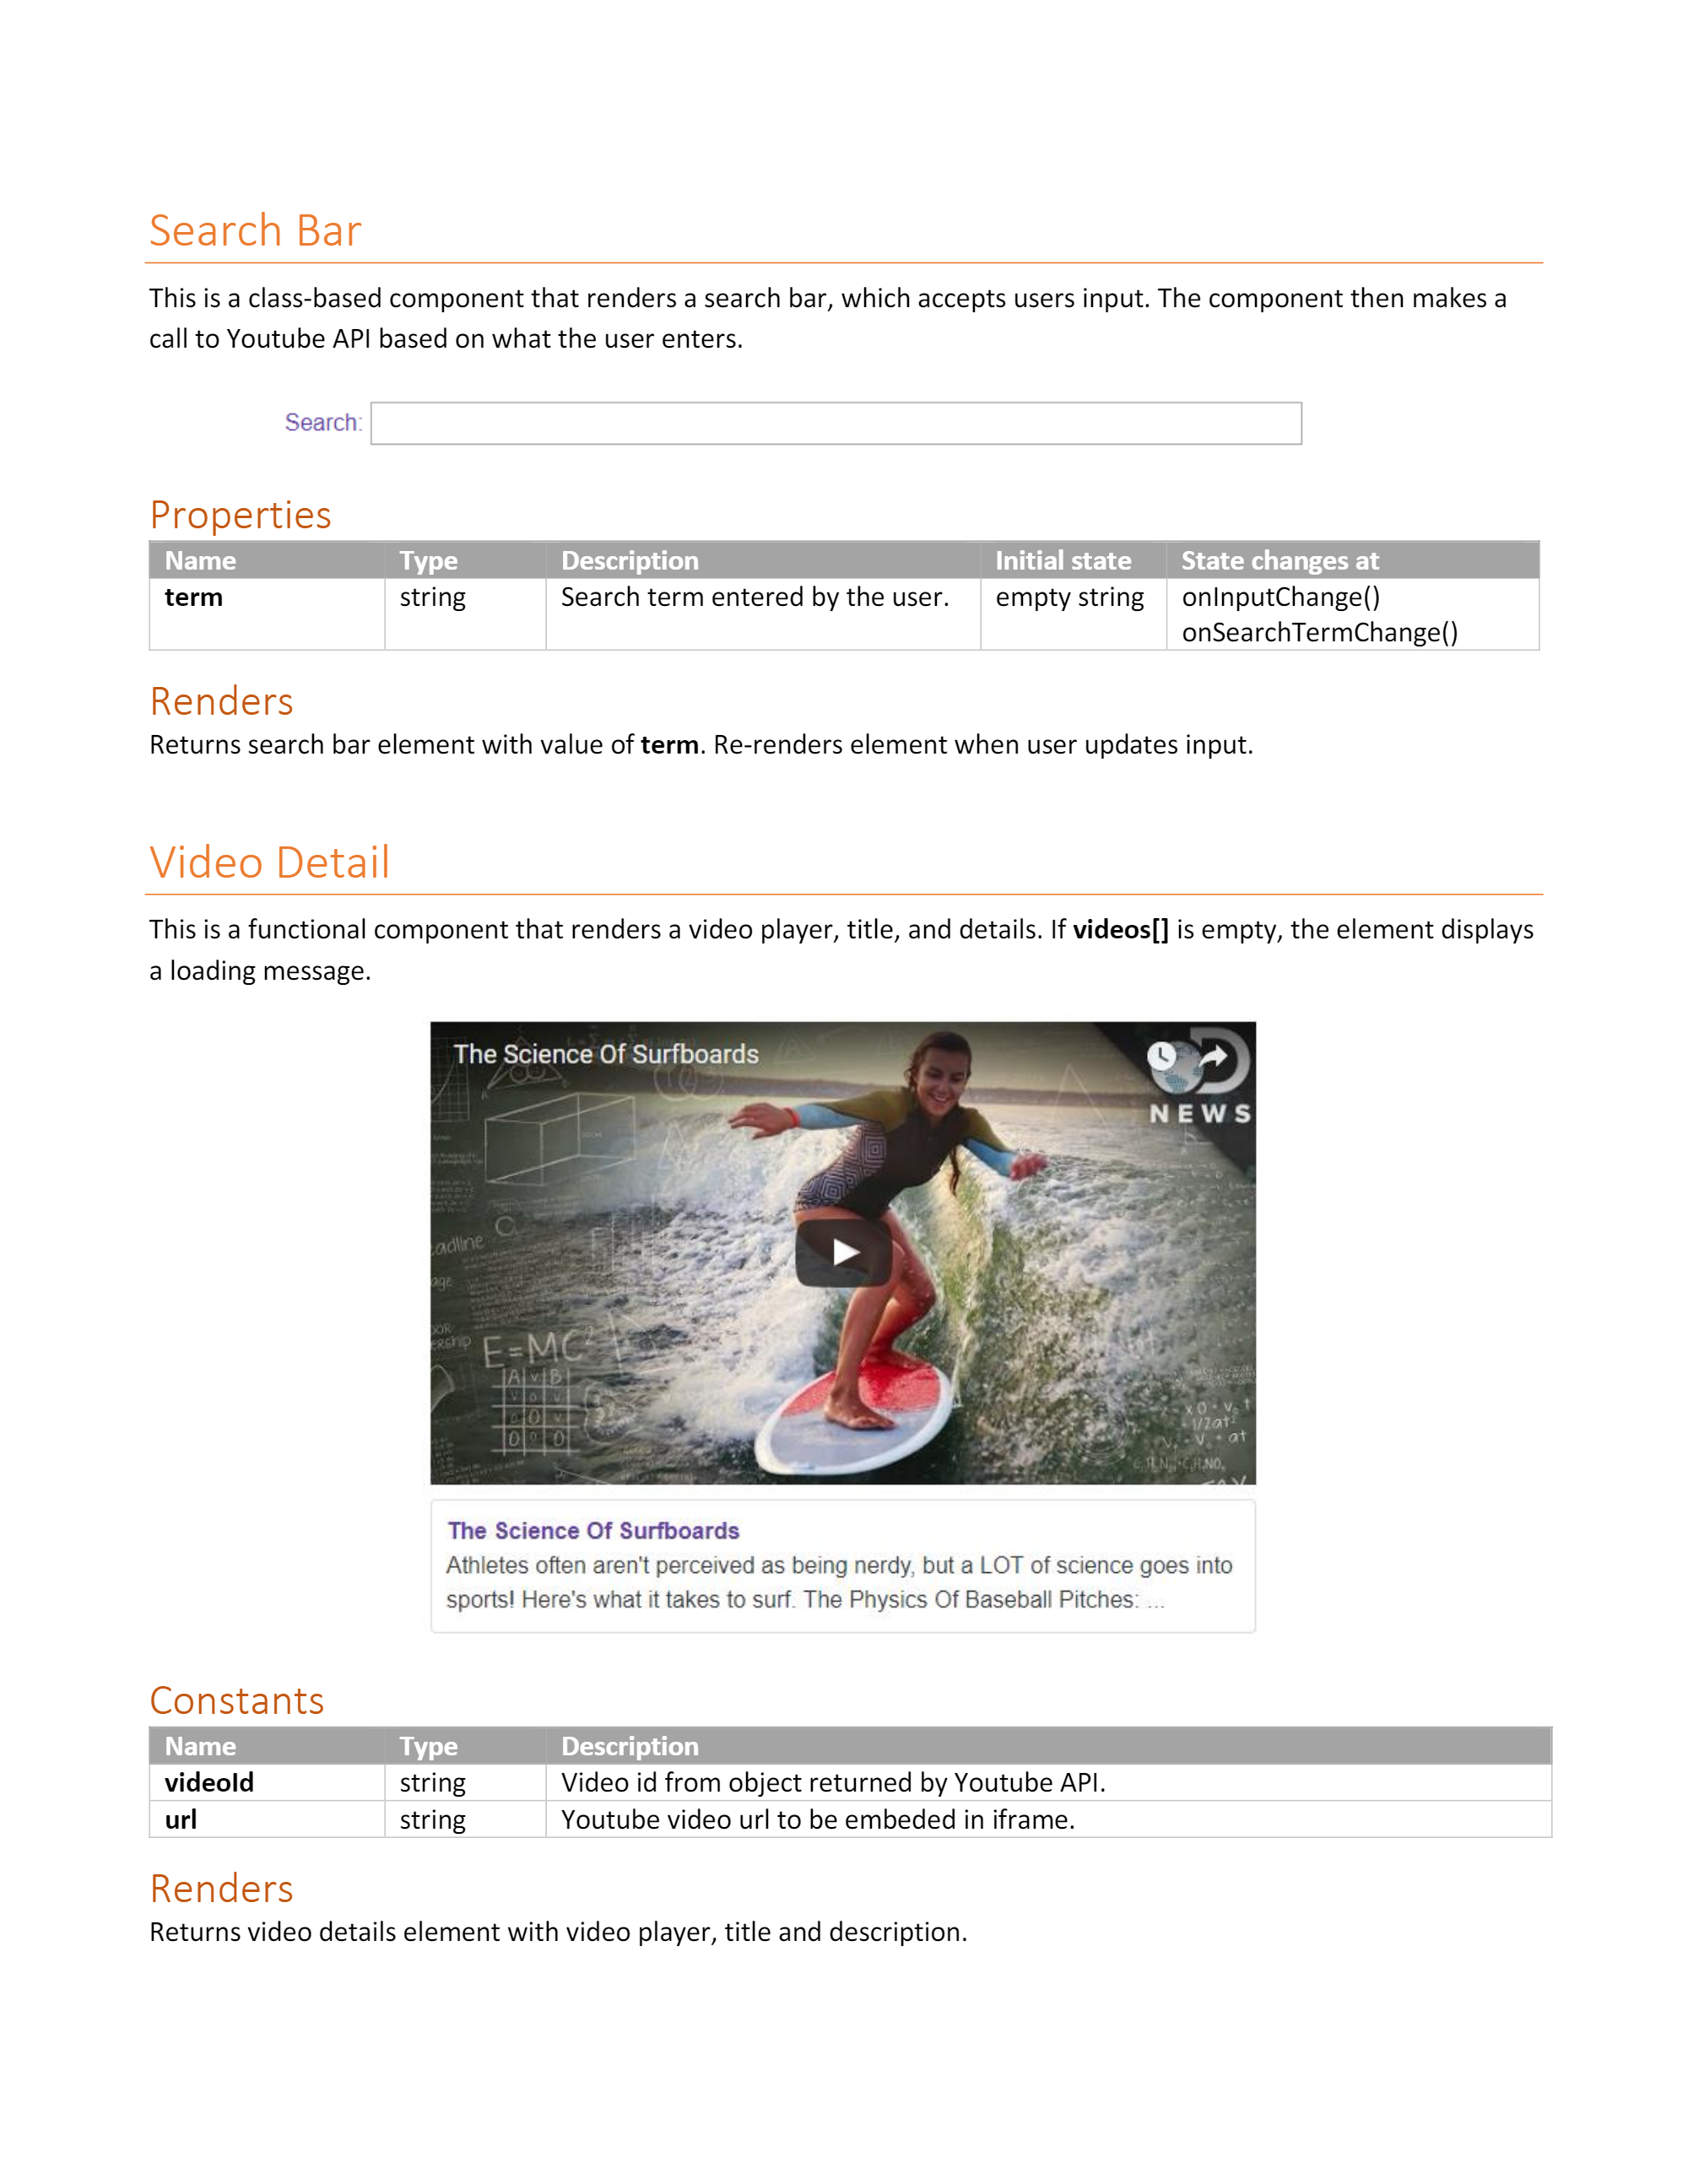 Search Bar
This is a class-based component that renders a search bar, which accepts users input. The component then makes a
call to Youtube API based on what the user enters.
Search:
Properties
Name Type Description Initial state State changes at
term string Search term entered by the user. empty string onInputChange()
onSearchTermChange()
Renders
Returns search bar element with value of term. Re-renders element when user updates input.
Video Detail
This is a functional component that renders a video player, title, and details. If videos[] is empty, the element displays
a loading message.
The Science Of Surfboards
D
NEWS
adline
age
E=MC²
A v B
The Science Of Surfboards
Athletes often aren't perceived as being nerdy, but a LOT of science goes into
sports! Here's what it takes to surf. The Physics Of Baseball Pitches: ...
Constants
Name Type Description
videoId string Video id from object returned by Youtube API.
url string Youtube video url to be embeded in iframe.
Renders
Returns video details element with video player, title and description.